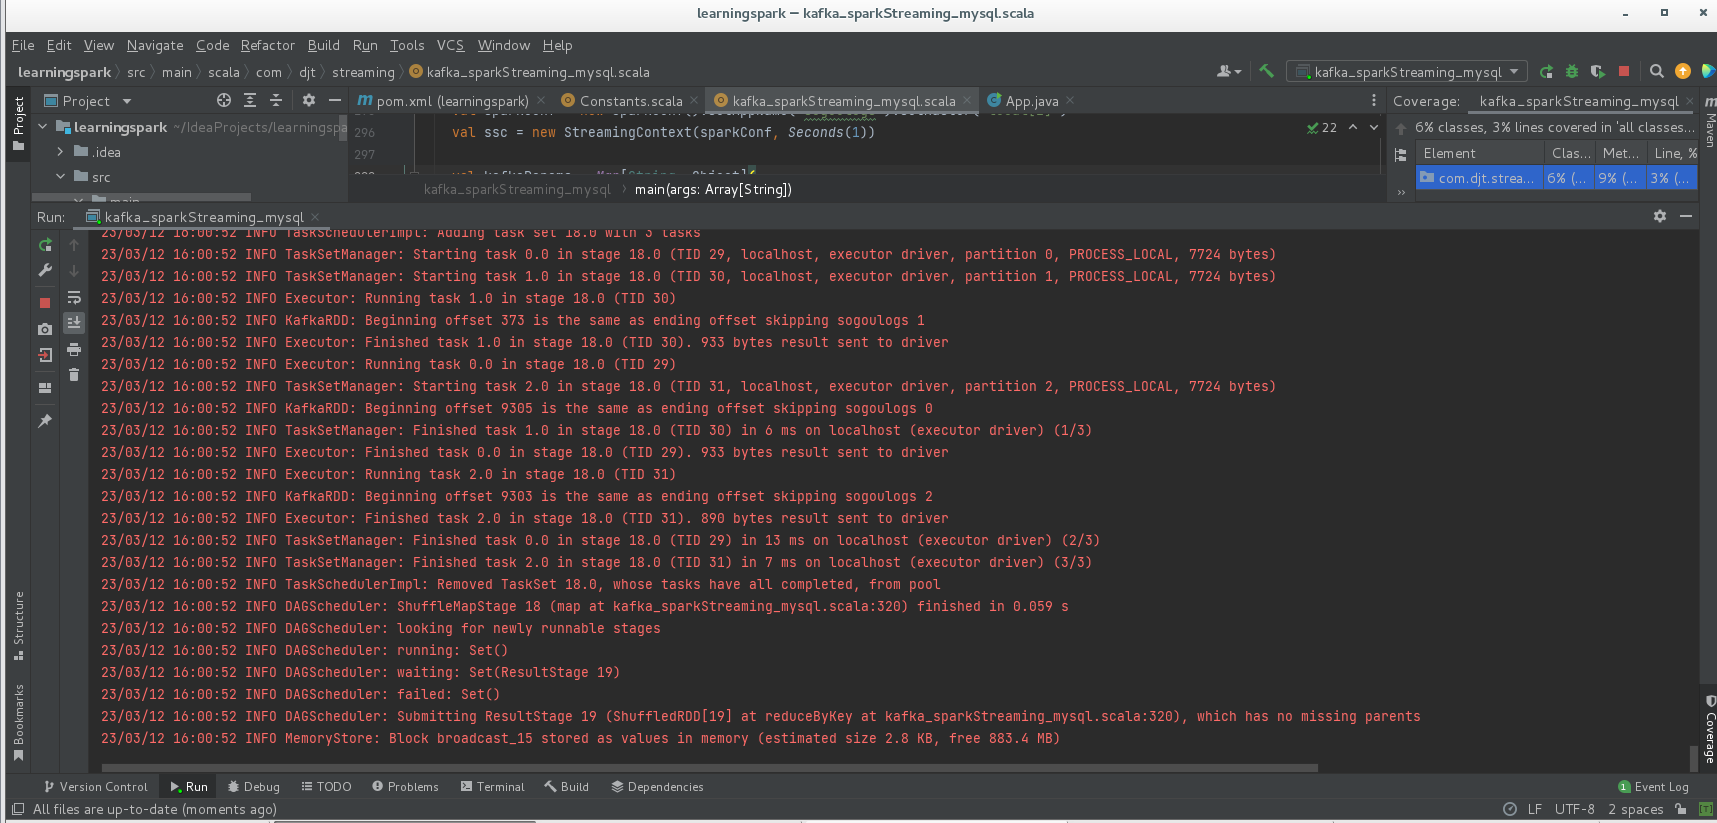 learningspark – kafka_sparkStreaming_mysql.scala
File Edit View Navigate Code Refactor Build Run Tools VCS Window Help
learningspark src main scala com djt streaming kafka_sparkStreaming_mysql.scala kafka_sparkStreaming_mysql
Project Project pom.xml (learningspark) Constants.scala kafka_sparkStreaming_mysql.scala App.java Coverage: kafka_sparkStreaming_mysql
learningspark ~/IdeaProjects/learningspa
.idea
src
main
296 val ssc = new StreamingContext(sparkConf, Seconds(1))
297
22
kafka_sparkStreaming_mysql main(args: Array[String])
6% classes, 3% lines covered in 'all classes...
Element Clas... Met... Line, %
com.djt.strea... 6% (... 9% (... 3% (...
Maven
Run: kafka_sparkStreaming_mysql
23/03/12 16:00:52 INFO TaskSchedulerImpl: Adding task set 18.0 with 3 tasks
23/03/12 16:00:52 INFO TaskSetManager: Starting task 0.0 in stage 18.0 (TID 29, localhost, executor driver, partition 0, PROCESS_LOCAL, 7724 bytes)
23/03/12 16:00:52 INFO TaskSetManager: Starting task 1.0 in stage 18.0 (TID 30, localhost, executor driver, partition 1, PROCESS_LOCAL, 7724 bytes)
23/03/12 16:00:52 INFO Executor: Running task 1.0 in stage 18.0 (TID 30)
23/03/12 16:00:52 INFO KafkaRDD: Beginning offset 373 is the same as ending offset skipping sogoulogs 1
23/03/12 16:00:52 INFO Executor: Finished task 1.0 in stage 18.0 (TID 30). 933 bytes result sent to driver
23/03/12 16:00:52 INFO Executor: Running task 0.0 in stage 18.0 (TID 29)
23/03/12 16:00:52 INFO TaskSetManager: Starting task 2.0 in stage 18.0 (TID 31, localhost, executor driver, partition 2, PROCESS_LOCAL, 7724 bytes)
23/03/12 16:00:52 INFO KafkaRDD: Beginning offset 9305 is the same as ending offset skipping sogoulogs 0
23/03/12 16:00:52 INFO TaskSetManager: Finished task 1.0 in stage 18.0 (TID 30) in 6 ms on localhost (executor driver) (1/3)
23/03/12 16:00:52 INFO Executor: Finished task 0.0 in stage 18.0 (TID 29). 933 bytes result sent to driver
23/03/12 16:00:52 INFO Executor: Running task 2.0 in stage 18.0 (TID 31)
23/03/12 16:00:52 INFO KafkaRDD: Beginning offset 9303 is the same as ending offset skipping sogoulogs 2
23/03/12 16:00:52 INFO Executor: Finished task 2.0 in stage 18.0 (TID 31). 890 bytes result sent to driver
23/03/12 16:00:52 INFO TaskSetManager: Finished task 0.0 in stage 18.0 (TID 29) in 13 ms on localhost (executor driver) (2/3)
23/03/12 16:00:52 INFO TaskSetManager: Finished task 2.0 in stage 18.0 (TID 31) in 7 ms on localhost (executor driver) (3/3)
23/03/12 16:00:52 INFO TaskSchedulerImpl: Removed TaskSet 18.0, whose tasks have all completed, from pool
23/03/12 16:00:52 INFO DAGScheduler: ShuffleMapStage 18 (map at kafka_sparkStreaming_mysql.scala:320) finished in 0.059 s
23/03/12 16:00:52 INFO DAGScheduler: looking for newly runnable stages
23/03/12 16:00:52 INFO DAGScheduler: running: Set()
23/03/12 16:00:52 INFO DAGScheduler: waiting: Set(ResultStage 19)
23/03/12 16:00:52 INFO DAGScheduler: failed: Set()
23/03/12 16:00:52 INFO DAGScheduler: Submitting ResultStage 19 (ShuffledRDD[19] at reduceByKey at kafka_sparkStreaming_mysql.scala:320), which has no missing parents
23/03/12 16:00:52 INFO MemoryStore: Block broadcast_15 stored as values in memory (estimated size 2.8 KB, free 883.4 MB)
Structure
Bookmarks
Coverage
Version Control Run Debug TODO Problems Terminal Build Dependencies 1 Event Log
All files are up-to-date (moments ago) LF UTF-8 2 spaces